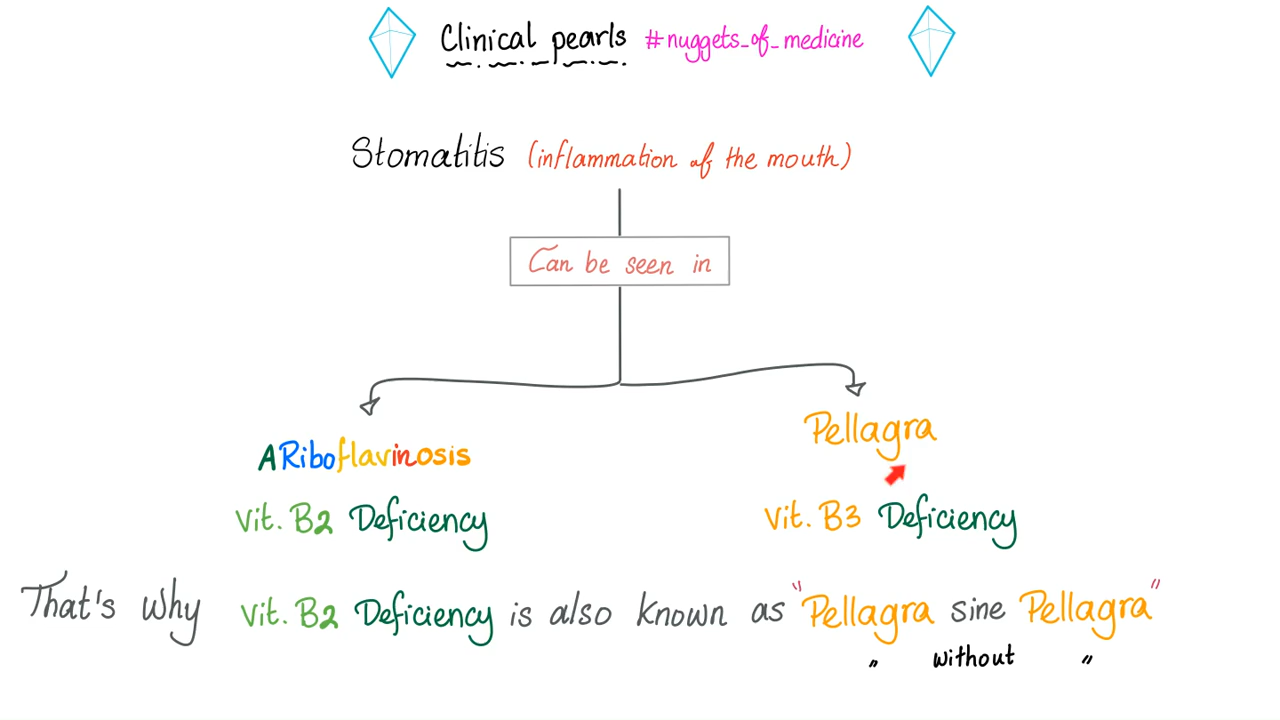 Clinical pearls #nuggets_of_medicine
Stomatitis (inflammation of the mouth)
Can be seen in
ARiboflavinosis
Pellagra
Vit. B2 Deficiency
Vit. B3 Deficiency
That's why Vit. B2 Deficiency is also known as "Pellagra sine Pellagra"
" without "